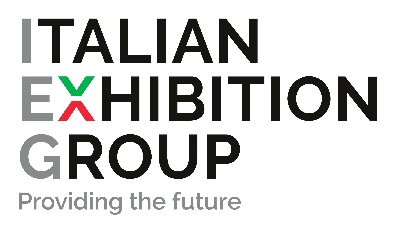 ITALIAN
EXHIBITION
GROUP
Providing the future